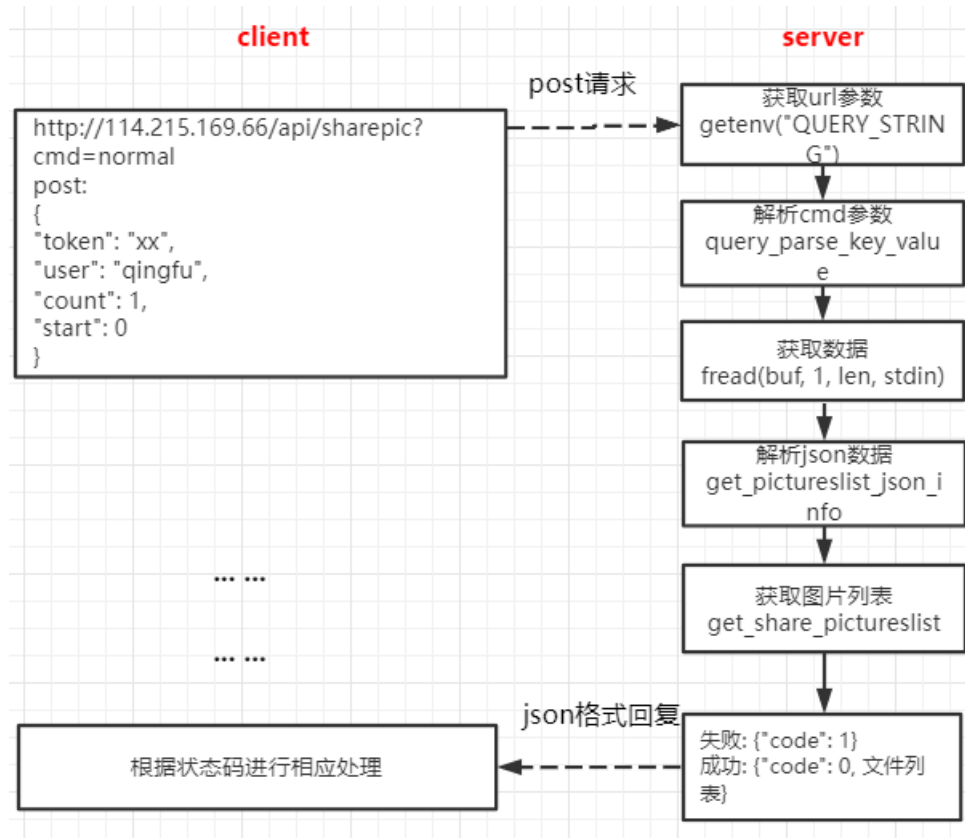 client
server
post请求
http://114.215.169.66/api/sharepic?
cmd=normal
post:
{
"token": "xx",
"user": "qingfu",
"count": 1,
"start": 0
}
获取url参数
getenv("QUERY_STRIN
G")
解析cmd参数
query_parse_key_valu
e
获取数据
fread(buf, 1, len, stdin)
解析json数据
get_pictureslist_json_i
nfo
... ...
获取图片列表
get_share_pictureslist
... ...
json格式回复
根据状态码进行相应处理
失败: {"code": 1}
成功: {"code": 0, 文件列
表}